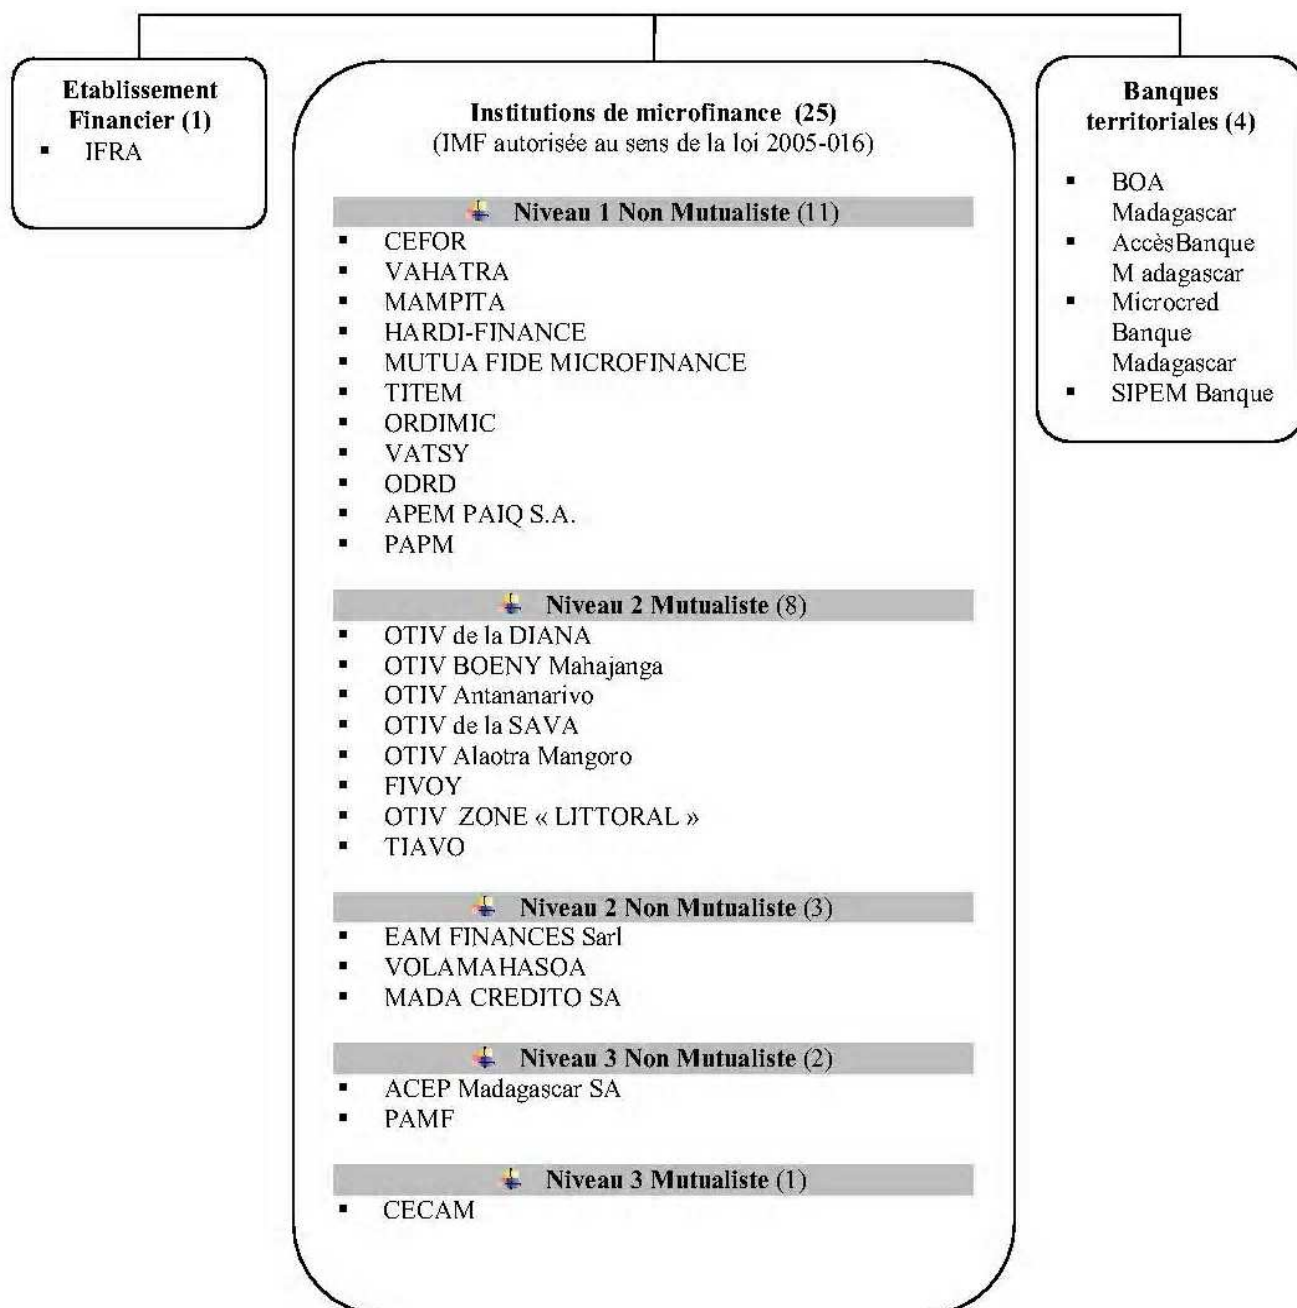 Etablissement
Financier (1)
▪ IFRA
Institutions de microfinance (25)
(IMF autorisée au sens de la loi 2005-016)
Niveau 1 Non Mutualiste (11)
▪ CEFOR
▪ VAHATRA
▪ MAMPITA
▪ HARDI-FINANCE
▪ MUTUA FIDE MICROFINANCE
▪ TITEM
▪ ORDIMIC
▪ VATSY
▪ ODRD
▪ APEM PAIQ S.A.
▪ PAPM
Niveau 2 Mutualiste (8)
▪ OTIV de la DIANA
▪ OTIV BOENY Mahajanga
▪ OTIV Antananarivo
▪ OTIV de la SAVA
▪ OTIV Alaotra Mangoro
▪ FIVOY
▪ OTIV ZONE « LITTORAL »
▪ TIAVO
Niveau 2 Non Mutualiste (3)
▪ EAM FINANCES Sarl
▪ VOLAMAHASOA
▪ MADA CREDITO SA
Niveau 3 Non Mutualiste (2)
▪ ACEP Madagascar SA
▪ PAMF
Niveau 3 Mutualiste (1)
▪ CECAM
Banques
territoriales (4)
▪ BOA
Madagascar
▪ AccèsBanque
M adagascar
▪ Microcred
Banque
Madagascar
▪ SIPEM Banque